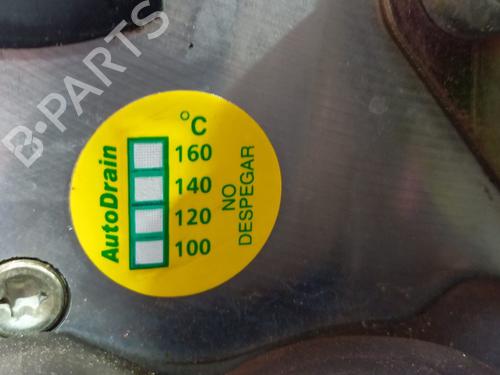 B-PARTS
AutoDrain
°C
160
140
120
100
NO
DESPEGAR